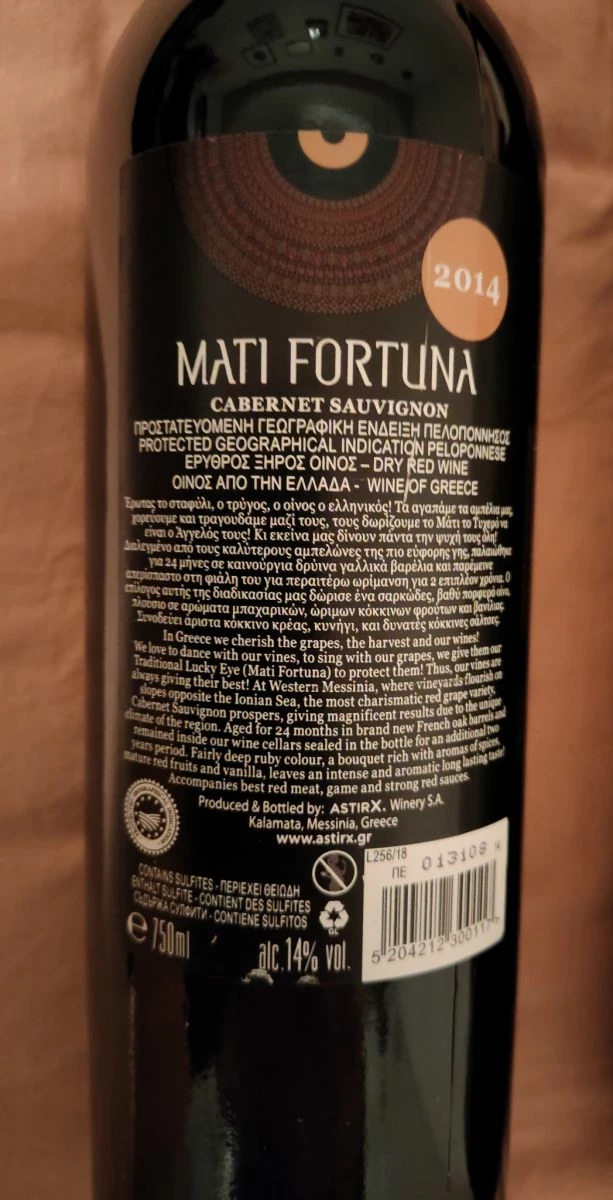 2014
MATI FORTUNA
CABERNET SAUVIGNON
ΠΡΟΣΤΑΤΕΥΟΜΕΝΗ ΓΕΩΓΡΑΦΙΚΗ ΕΝΔΕΙΞΗ ΠΕΛΟΠΟΝΝΗΣΟΣ
PROTECTED GEOGRAPHICAL INDICATION PELOPONNESE
ΕΡΥΘΡΟΣ ΞΗΡΟΣ ΟΙΝΟΣ – DRY RED WINE
ΟΙΝΟΣ ΑΠΟ ΤΗΝ ΕΛΛΑΔΑ - WINE OF GREECE
Έρωτας το σταφύλι, ο τρύγος, ο οίνος ο ελληνικός! Τα αγαπάμε τα αμπέλια μας,
χορεύουμε και τραγουδάμε μαζί τους, τους δωρίζουμε το Μάτι το Τυχερό να
είναι ο Άγγελός τους! Κι εκείνα μας δίνουν πάντα την ψυχή τους όλη!
Διαλεγμένο από τους καλύτερους αμπελώνες της πιο εύφορης γης, παλαιώθηκε
για 24 μήνες σε καινούργια δρύινα γαλλικά βαρέλια και παρέμεινε
απερίσπαστο στη φιάλη του για περαιτέρω ωρίμανση για 2 επιπλέον χρόνια. Ο
επίλογος αυτής της διαδικασίας μας δώρισε ένα σαρκώδες, βαθύ πορφυρό οίνο,
πλούσιο σε αρώματα μπαχαρικών, ώριμων κόκκινων φρούτων και βανίλιας.
Συνοδεύει άριστα κόκκινο κρέας, κυνήγι, και δυνατές κόκκινες σάλτσες.
In Greece we cherish the grapes, the harvest and our wines!
We love to dance with our vines, to sing with our grapes, we give them our
Traditional Lucky Eye (Mati Fortuna) to protect them! Thus, our vines are
always giving their best! At Western Messinia, where vineyards flourish on
slopes opposite the Ionian Sea, the most charismatic red grape variety,
Cabernet Sauvignon prospers, giving magnificent results due to the unique
climate of the region. Aged for 24 months in brand new French oak barrels and
remained inside our wine cellars sealed in the bottle for an additional two
years period. Fairly deep ruby colour, a bouquet rich with aromas of spices,
mature red fruits and vanilla, leaves an intense and aromatic long lasting taste!
Accompanies best red meat, game and strong red sauces.
Produced & Bottled by: ASTIRX. Winery S.A.
Kalamata, Messinia, Greece
www.astirx.gr
CONTAINS SULFITES - ΠΕΡΙΕΧΕΙ ΘΕΙΩΔΗ
ENTHÄLT SULFITE - CONTIENT DES SULFITES
СЪДЪРЖА СУЛФИТИ - CONTIENE SULFITOS
GL
e 750ml
alc.14% vol.
L256/18
ΠΕ 013108 14
5 204212 300117